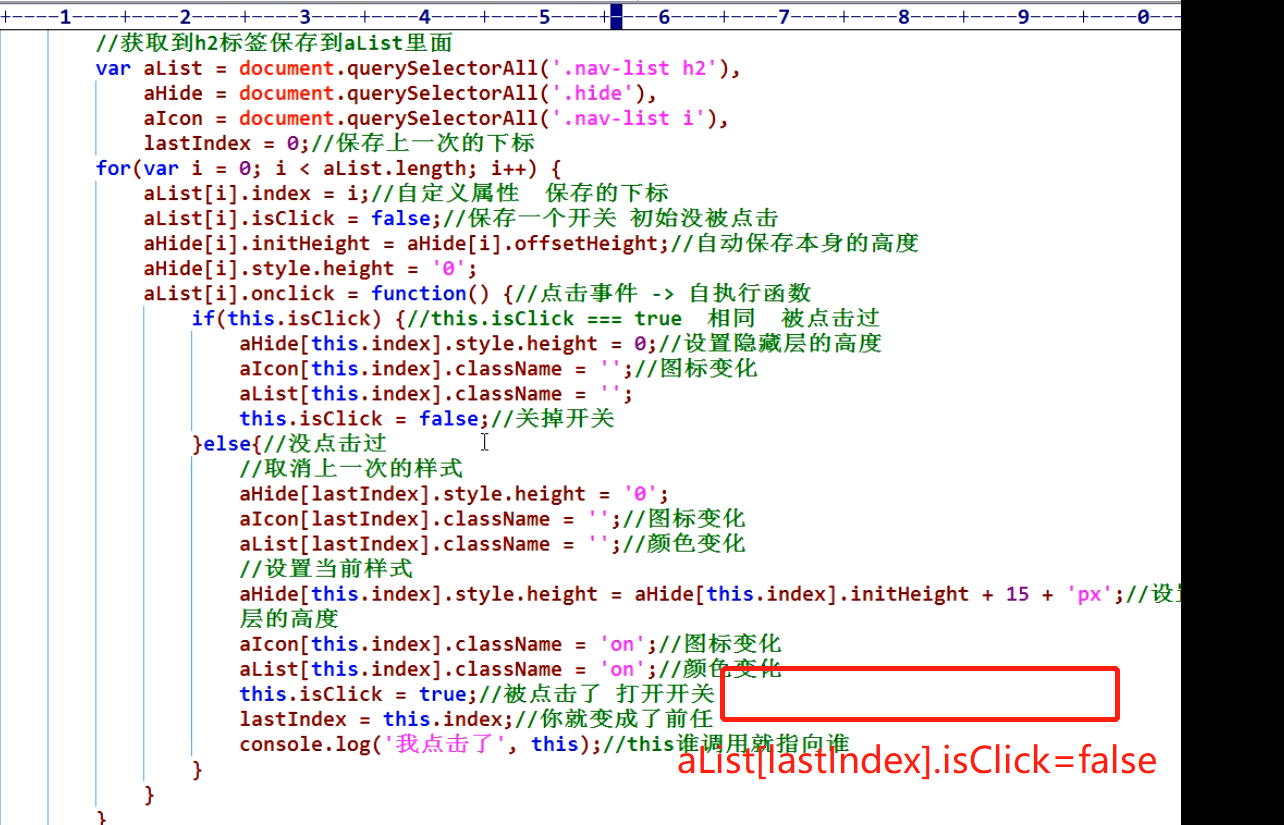 +----1----+----2----+----3----+----4----+----5----+----6----+----7----+----8----+----9----+----0---
//获取到h2标签保存到aList里面
var aList = document.querySelectorAll('.nav-list h2'),
aHide = document.querySelectorAll('.hide'),
aIcon = document.querySelectorAll('.nav-list i'),
lastIndex = 0;//保存上一次的下标
for(var i = 0; i < aList.length; i++) {
aList[i].index = i;//自定义属性  保存的下标
aList[i].isClick = false;//保存一个开关 初始没被点击
aHide[i].initHeight = aHide[i].offsetHeight;//自动保存本身的高度
aHide[i].style.height = '0';
aList[i].onclick = function() {//点击事件 -> 自执行函数
if(this.isClick) {//this.isClick === true  相同  被点击过
aHide[this.index].style.height = 0;//设置隐藏层的高度
aIcon[this.index].className = '';//图标变化
aList[this.index].className = '';
this.isClick = false;//关掉开关
}else{//没点击过
//取消上一次的样式
aHide[lastIndex].style.height = '0';
aIcon[lastIndex].className = '';//图标变化
aList[lastIndex].className = '';//颜色变化
//设置当前样式
aHide[this.index].style.height = aHide[this.index].initHeight + 15 + 'px';//设置
层的高度
aIcon[this.index].className = 'on';//图标变化
aList[this.index].className = 'on';//颜色变化
this.isClick = true;//被点击了 打开开关
lastIndex = this.index;//你就变成了前任
console.log('我点击了', this);//this谁调用就指向谁
aList[lastIndex].isClick=false
}
}
}